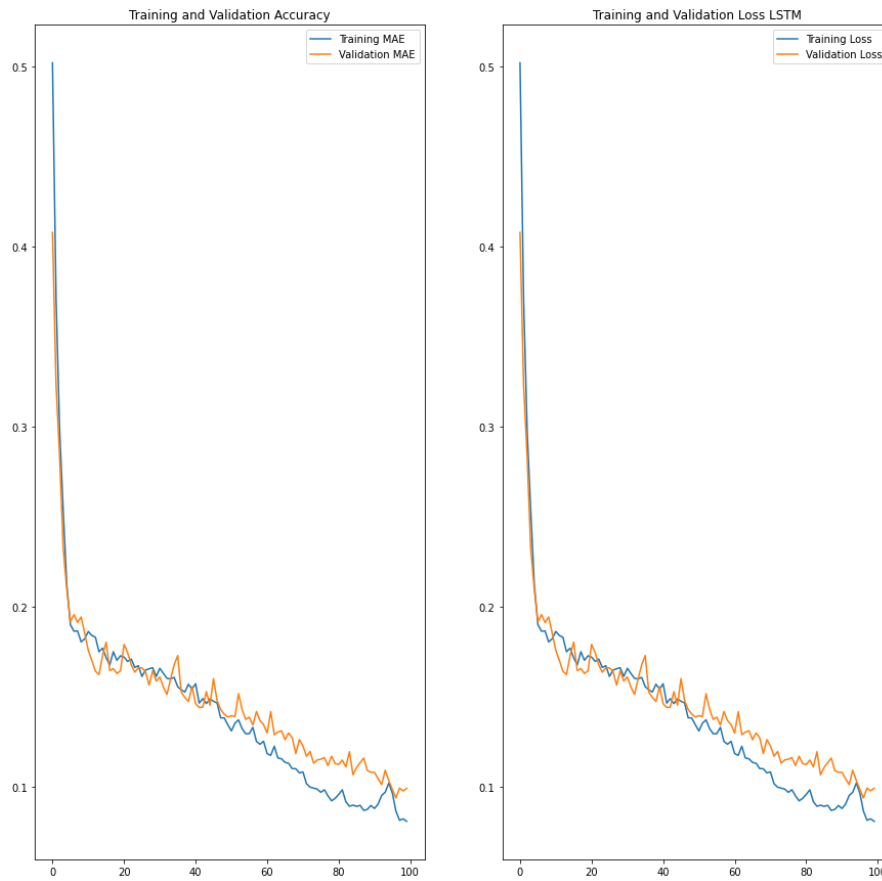 Training and Validation Accuracy
Training MAE
Validation MAE
0.5
0.4
0.3
0.2
0.1
0 20 40 60 80 100
Training and Validation Loss LSTM
Training Loss
Validation Loss
0.5
0.4
0.3
0.2
0.1
0 20 40 60 80 100